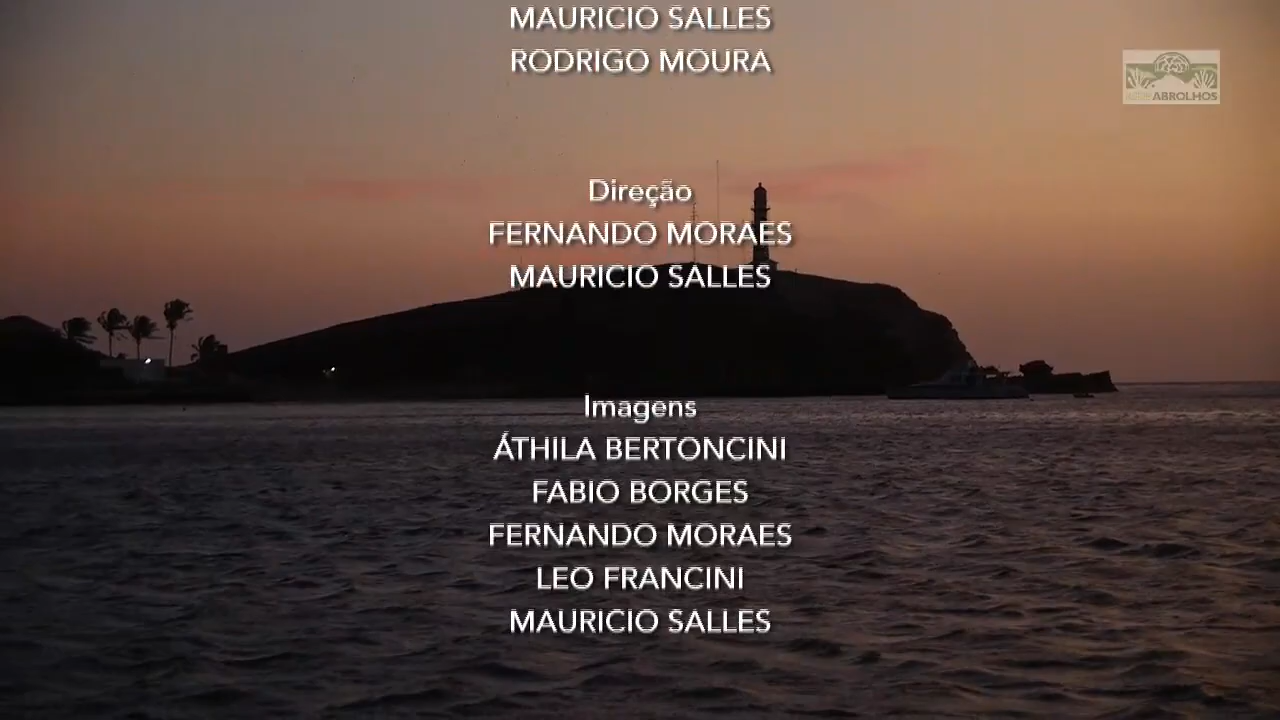 MAURICIO SALLES
RODRIGO MOURA
Direção
FERNANDO MORAES
MAURICIO SALLES
Imagens
ÁTHILA BERTONCINI
FABIO BORGES
FERNANDO MORAES
LEO FRANCINI
MAURICIO SALLES
ABROLHOS